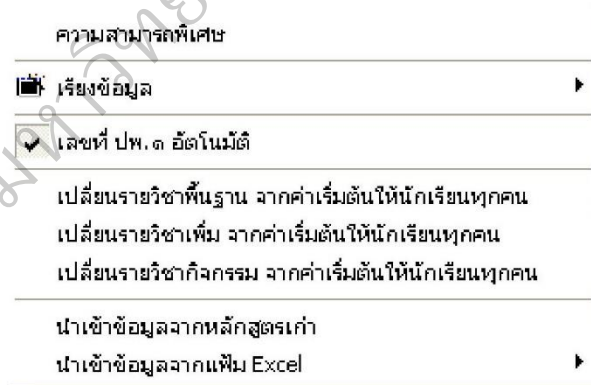 ความสามารถพิเศษ
เรียงข้อมูล
เลขที่ ปพ.๑ อัตโนมัติ
เปลี่ยนรายวิชาพื้นฐาน จากค่าเริ่มต้นให้นักเรียนทุกคน
เปลี่ยนรายวิชาเพิ่ม จากค่าเริ่มต้นให้นักเรียนทุกคน
เปลี่ยนรายวิชากิจกรรม จากค่าเริ่มต้นให้นักเรียนทุกคน
นำเข้าข้อมูลจากหลักสูตรเก่า
นำเข้าข้อมูลจากแฟ้ม Excel